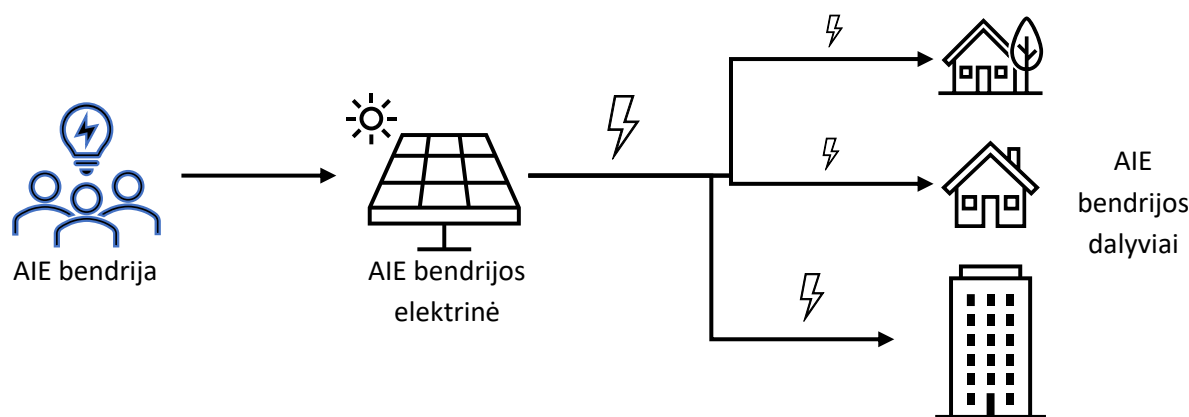 AIE bendrija
AIE bendrijos
elektrinė
AIE
bendrijos
dalyviai